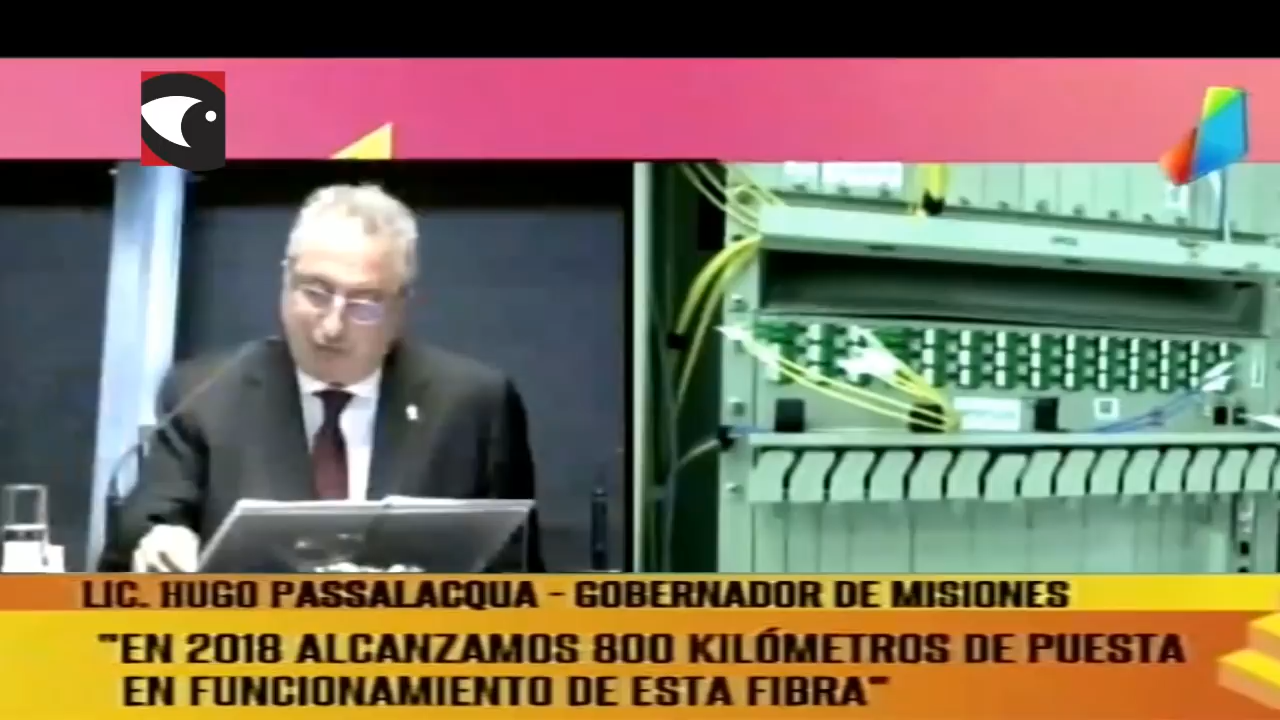 LIC. HUGO PASSALACQUA - GOBERNADOR DE MISIONES
"EN 2018 ALCANZAMOS 800 KILÓMETROS DE PUESTA
EN FUNCIONAMIENTO DE ESTA FIBRA"